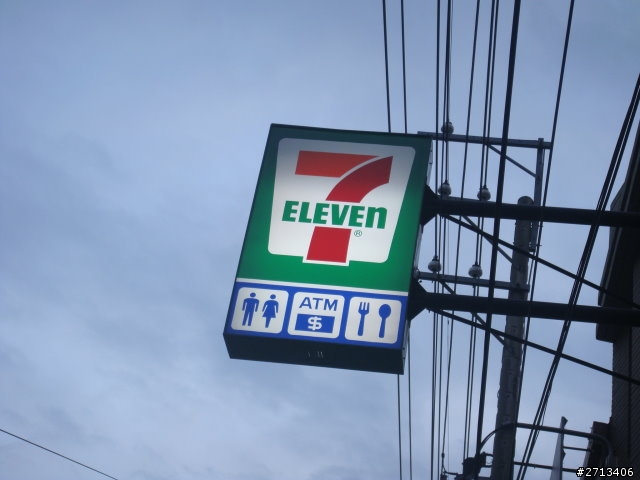 7
ELEVEn
®
ATM
$
#2713406